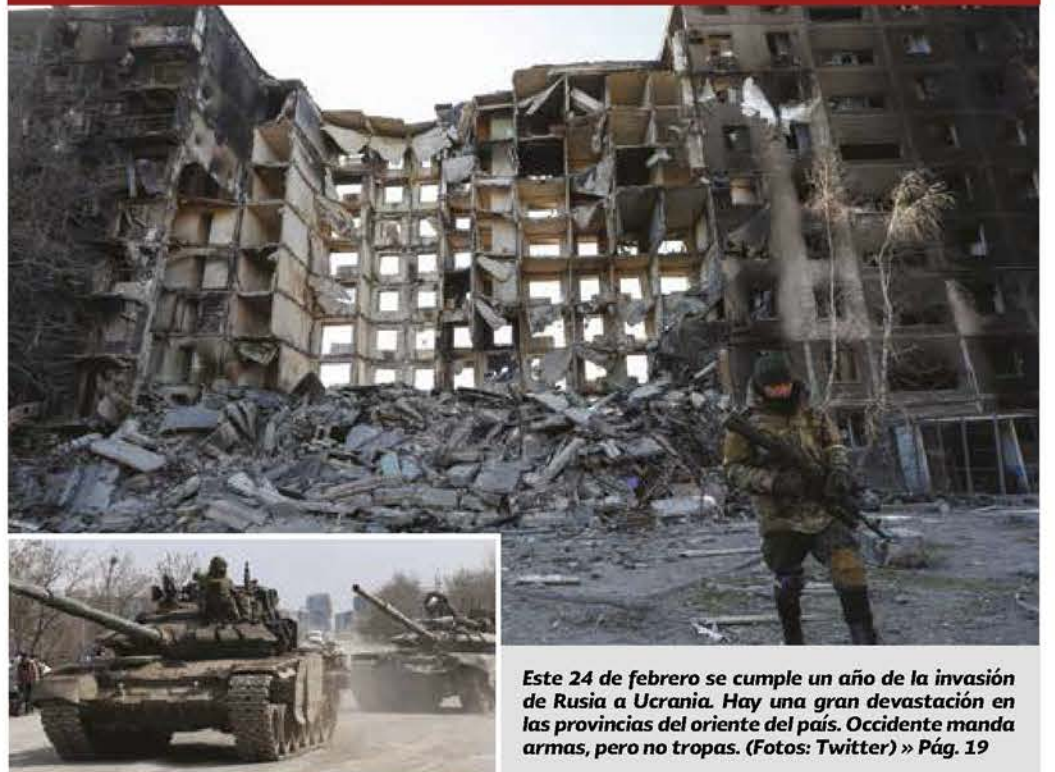 Este 24 de febrero se cumple un año de la invasión
de Rusia a Ucrania. Hay una gran devastación en
las provincias del oriente del país. Occidente manda
armas, pero no tropas. (Fotos: Twitter) » Pág. 19